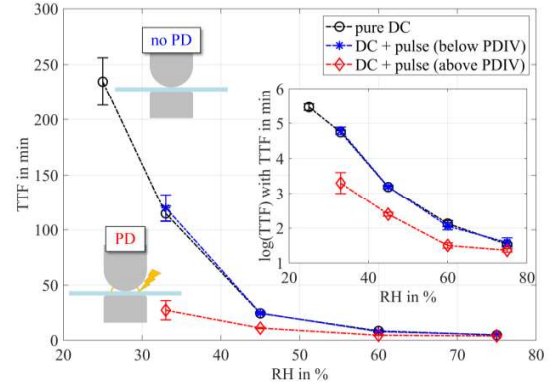 300
250
200
150
100
50
0
TTF in min
20
30
40
50
60
70
80
RH in %
no PD
PD
pure DC
DC + pulse (below PDIV)
DC + pulse (above PDIV)
6
5
4
3
2
1
log(TTF) with TTF in min
20
40
60
80
RH in %